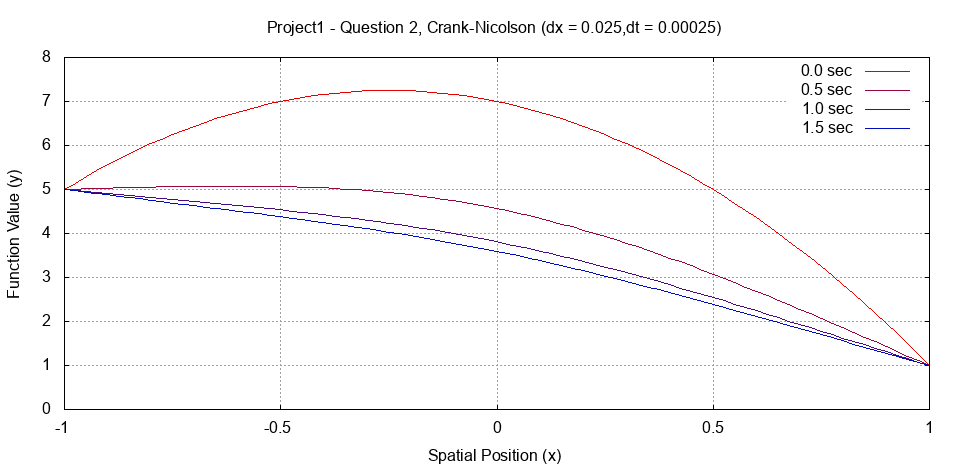 Project1 - Question 2, Crank-Nicolson (dx = 0.025,dt = 0.00025)
8
7
6
5
4
3
2
1
0
-1
-0.5
0
0.5
1
Function Value (y)
Spatial Position (x)
0.0 sec
0.5 sec
1.0 sec
1.5 sec